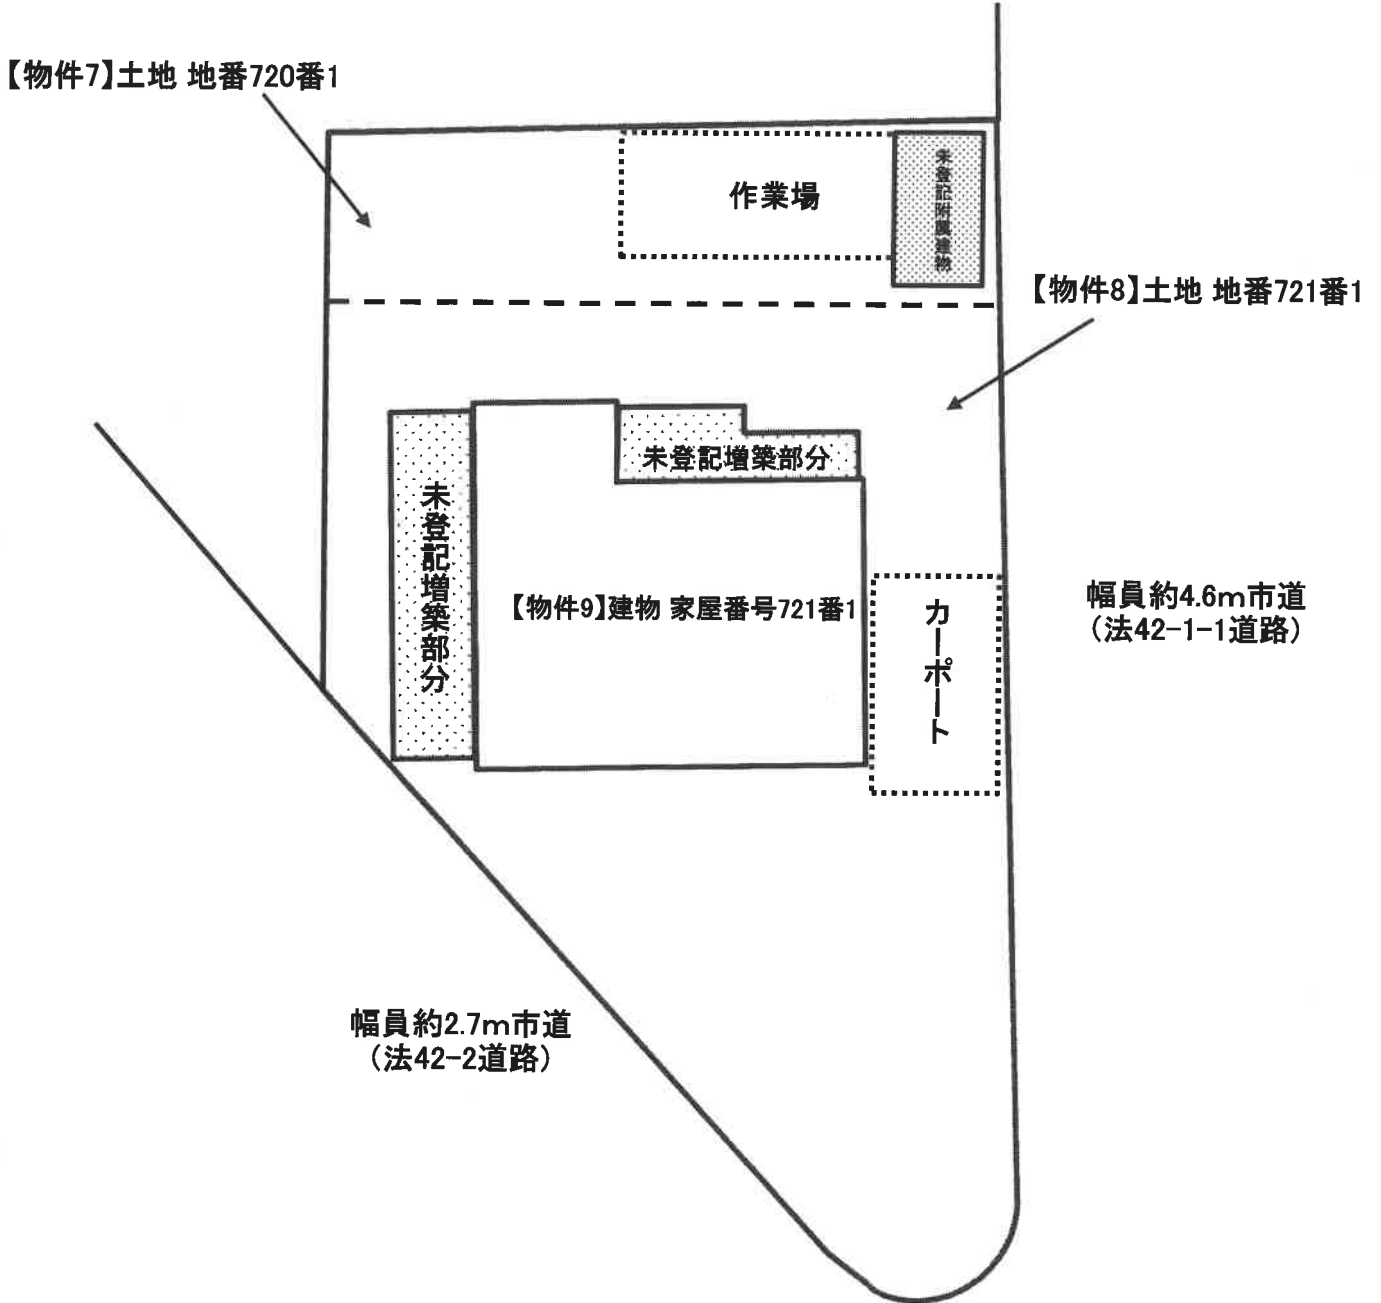 【物件7】土地 地番720番1
作業場
未登記附属建物
【物件8】土地 地番721番1
未登記増築部分
未登記増築部分
【物件9】建物 家屋番号721番1
カーポート
幅員約4.6m市道
（法42-1-1道路）
幅員約2.7m市道
（法42-2道路）